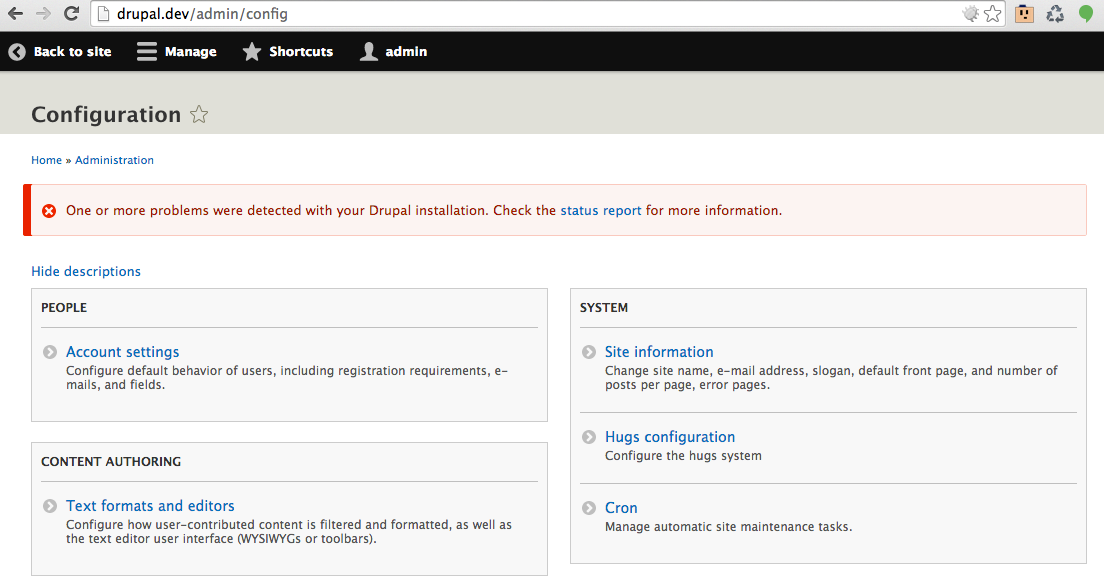 drupal.dev/admin/config
Back to site Manage Shortcuts admin
Configuration
Home » Administration
One or more problems were detected with your Drupal installation. Check the status report for more information.
Hide descriptions
PEOPLE
Account settings
Configure default behavior of users, including registration requirements, e-
mails, and fields.
CONTENT AUTHORING
Text formats and editors
Configure how user-contributed content is filtered and formatted, as well as
the text editor user interface (WYSIWYGs or toolbars).
SYSTEM
Site information
Change site name, e-mail address, slogan, default front page, and number of
posts per page, error pages.
Hugs configuration
Configure the hugs system
Cron
Manage automatic site maintenance tasks.